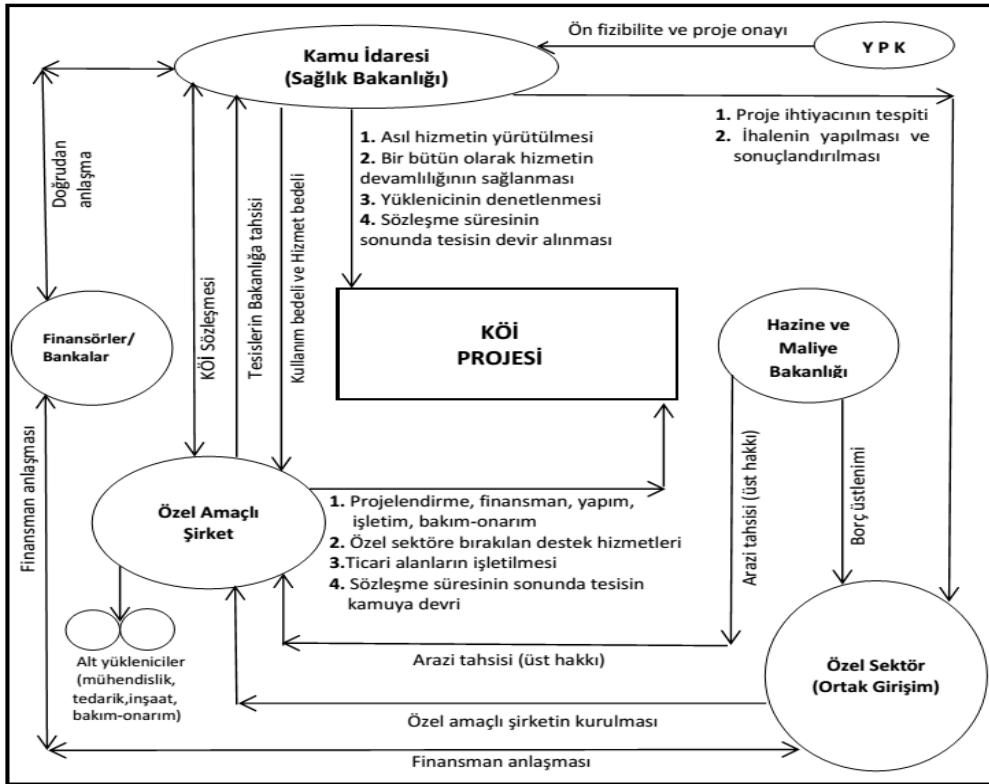 Ön fizibilite ve proje onayı
Y P K
Kamu İdaresi
(Sağlık Bakanlığı)
1. Proje ihtiyacının tespiti
2. İhalenin yapılması ve
sonuçlandırılması
1. Asıl hizmetin yürütülmesi
2. Bir bütün olarak hizmetin
devamlılığının sağlanması
3. Yüklenicinin denetlenmesi
4. Sözleşme süresinin
sonunda tesisin devir alınması
Doğrudan
anlaşma
KÖİ Sözleşmesi
Tesislerin Bakanlığa tahsisi
Kullanım bedeli ve Hizmet bedeli
Finansörler/
Bankalar
KÖİ
PROJESİ
Hazine ve
Maliye
Bakanlığı
Finansman anlaşması
Özel Amaçlı
Şirket
1. Projelendirme, finansman, yapım,
işletim, bakım-onarım
2. Özel sektöre bırakılan destek hizmetleri
3.Ticari alanların işletilmesi
4. Sözleşme süresinin sonunda tesisin
kamuya devri
Arazi tahsisi (üst hakkı)
Borç üstlenimi
Alt yükleniciler
(mühendislik,
tedarik,inşaat,
bakım-onarım)
Arazi tahsisi (üst hakkı)
Özel Sektör
(Ortak Girişim)
Özel amaçlı şirketin kurulması
Finansman anlaşması